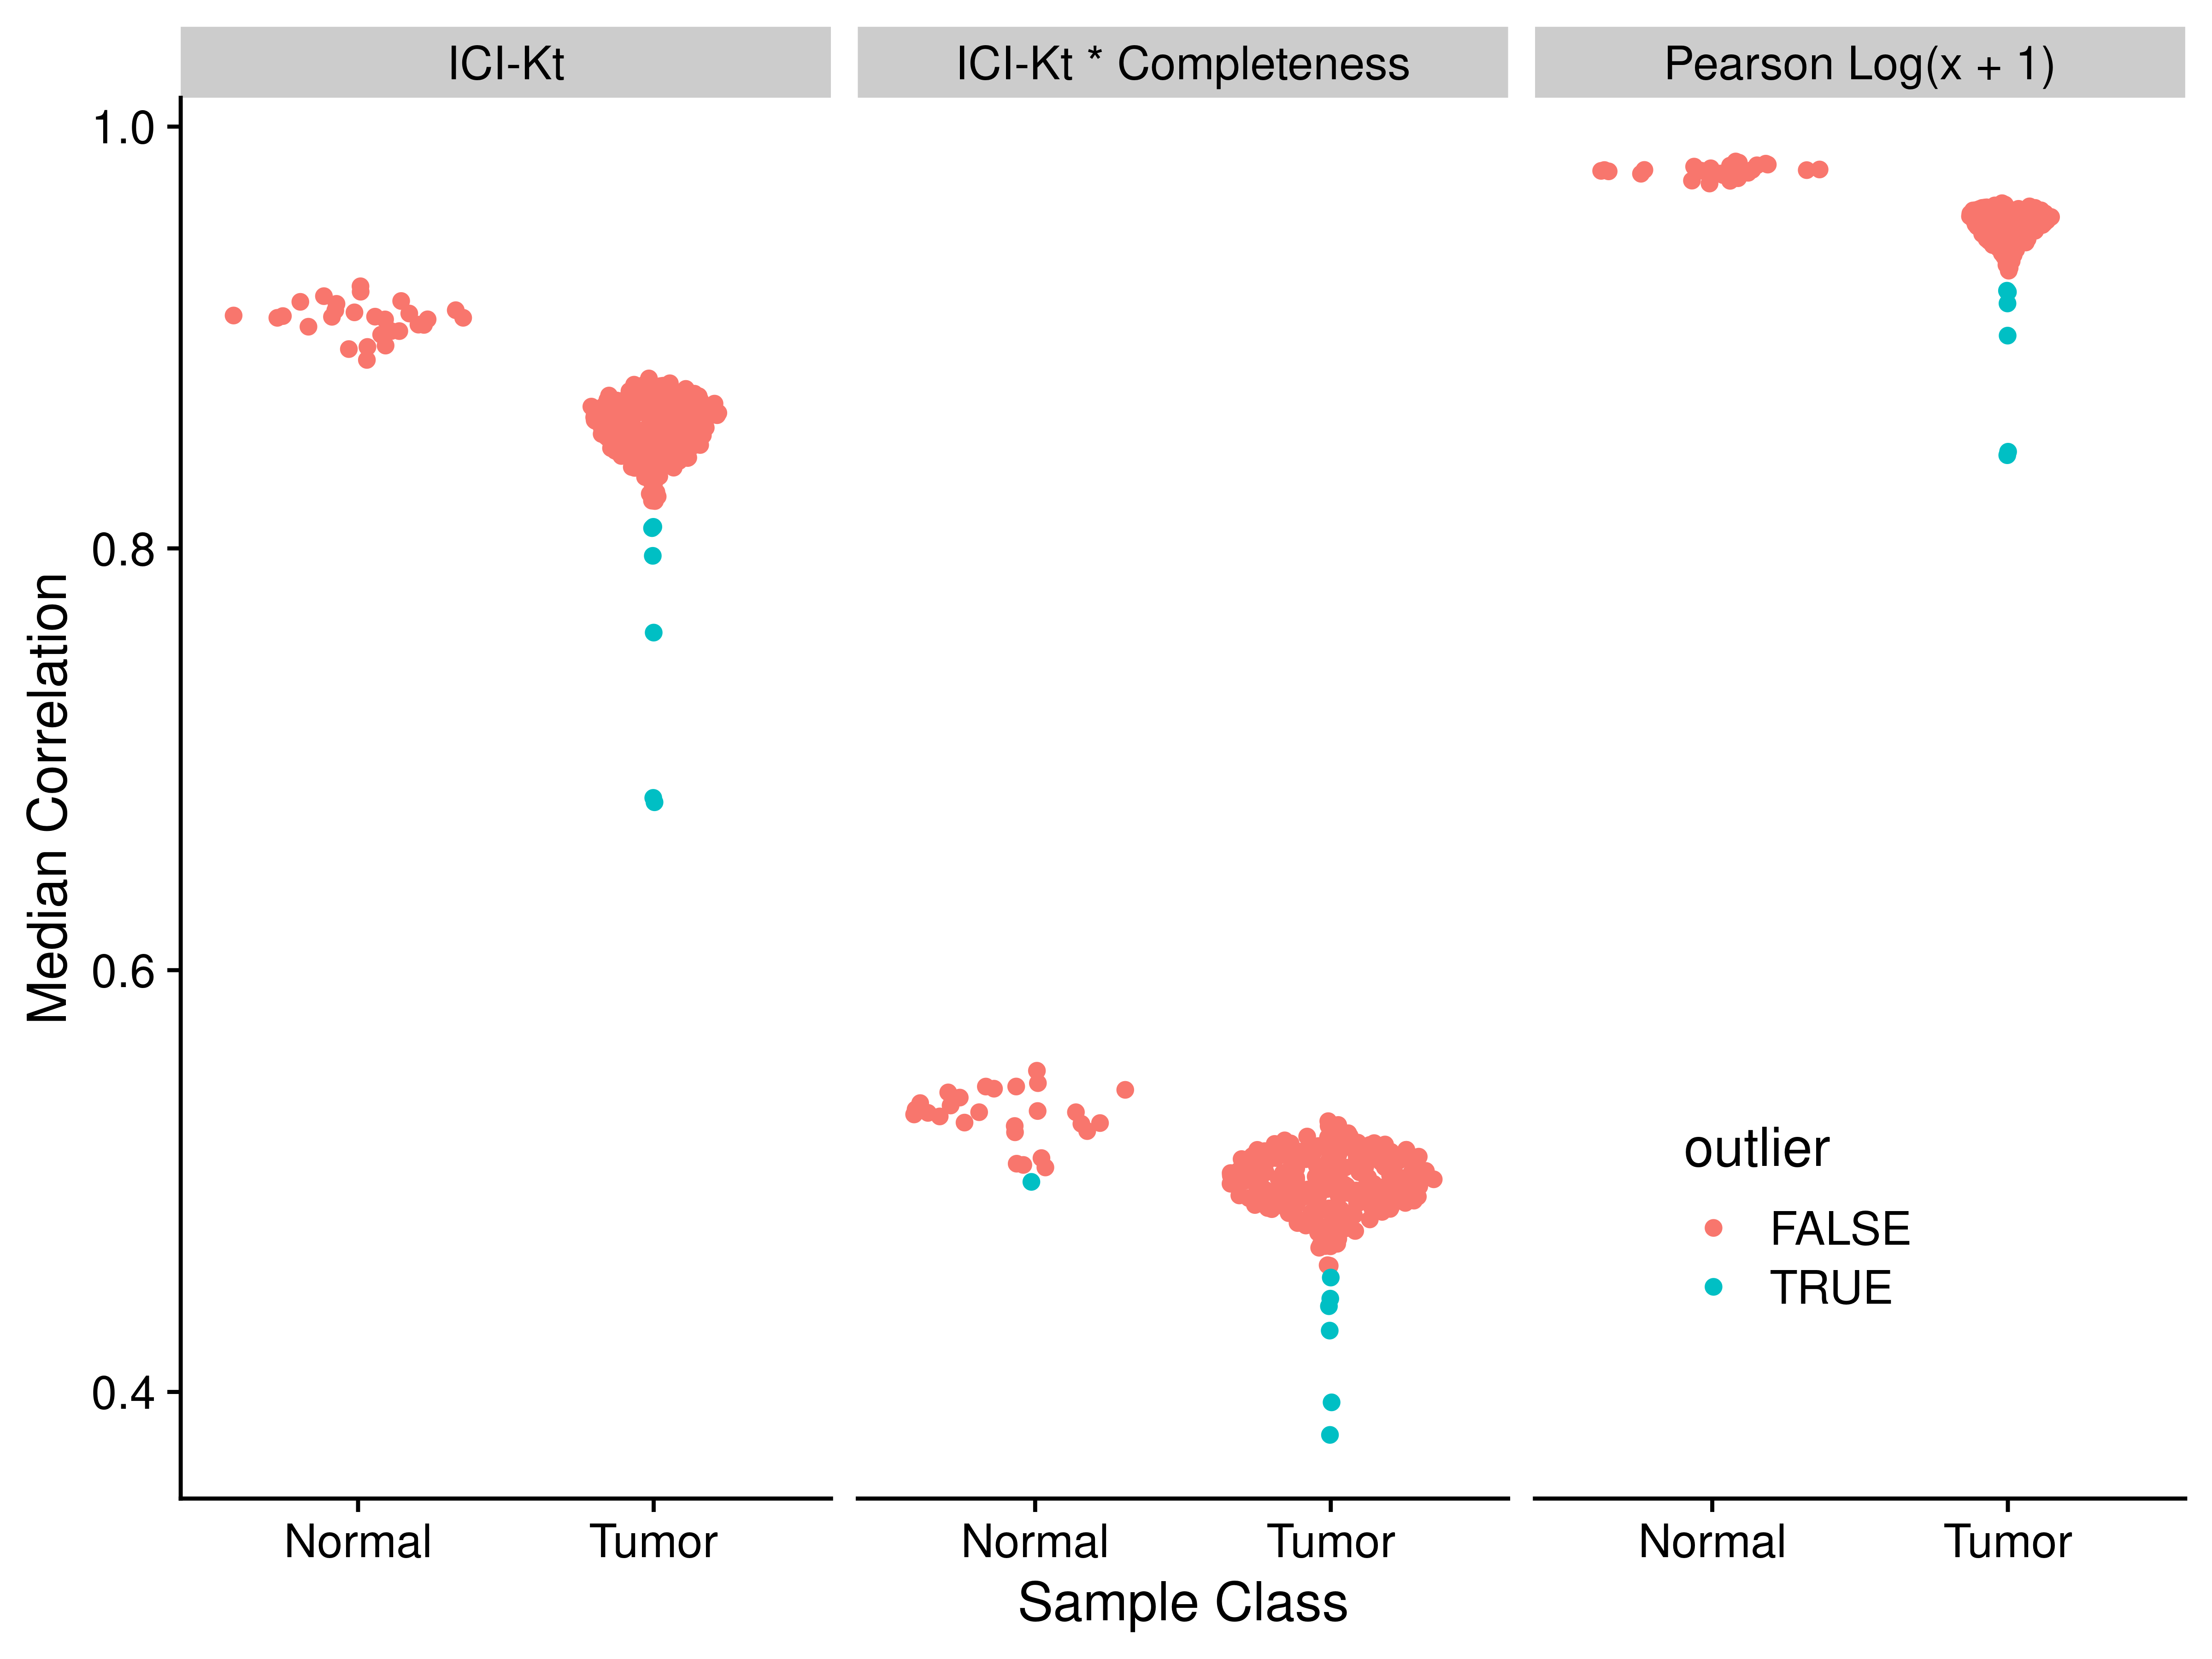 ICI-Kt
ICI-Kt * Completeness
Pearson Log(x + 1)
Median Correlation
1.0
0.8
0.6
0.4
outlier
FALSE
TRUE
Normal
Tumor
Normal
Tumor
Normal
Tumor
Sample Class